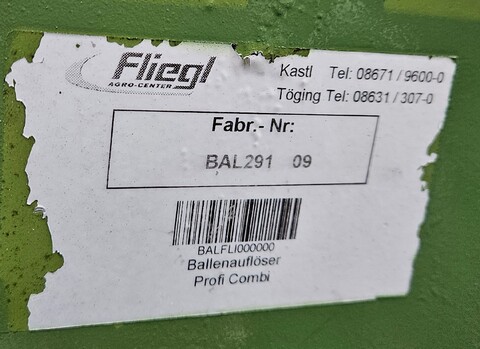 Fliegl
AGRO-CENTER
Kastl Tel: 08671 / 9600-0
Töging Tel: 08631 / 307-0
Fabr.- Nr:
BAL291 09
BALFLI000000
Ballenauflöser
Profi Combi